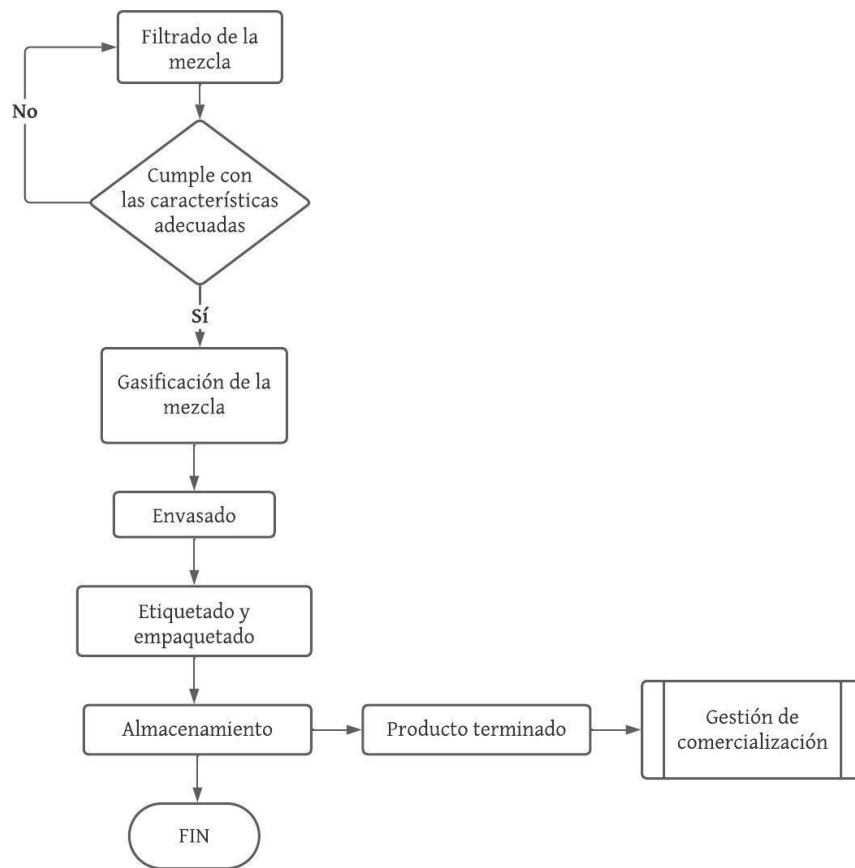 Filtrado de la
mezcla
No
Cumple con
las características
adecuadas
Sí
Gasificación de la
mezcla
Envasado
Etiquetado y
empaquetado
Almacenamiento
Producto terminado
Gestión de
comercialización
FIN